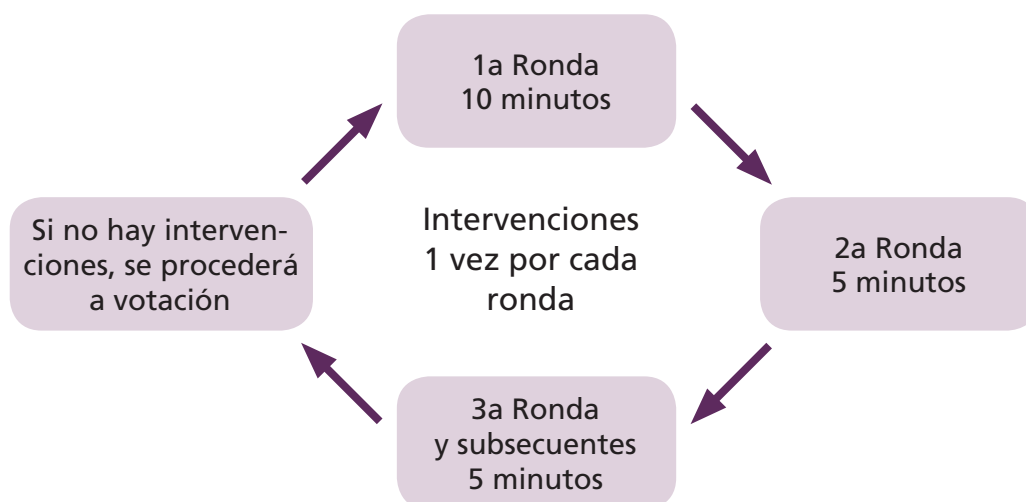 1a Ronda
10 minutos
Si no hay interven-
ciones, se procederá
a votación
Intervenciones
1 vez por cada
ronda
2a Ronda
5 minutos
3a Ronda
y subsecuentes
5 minutos